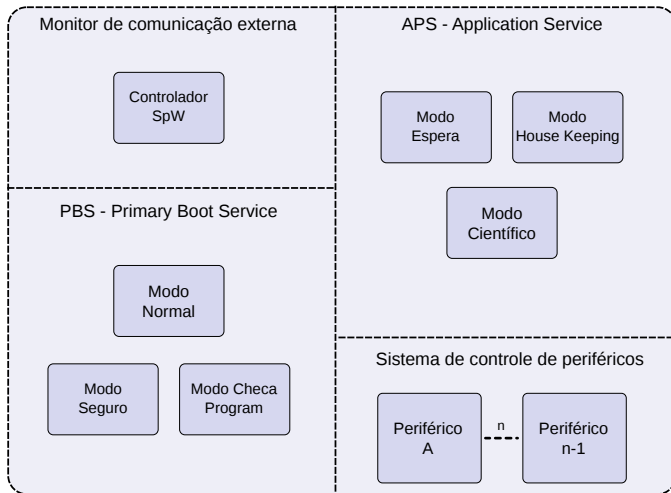 Monitor de comunicação externa
Controlador
SpW
PBS - Primary Boot Service
Modo
Normal
Modo
Seguro
Modo Checa
Program
APS - Application Service
Modo
Espera
Modo
House Keeping
Modo
Científico
Sistema de controle de periféricos
Periférico
A
n
Periférico
n-1